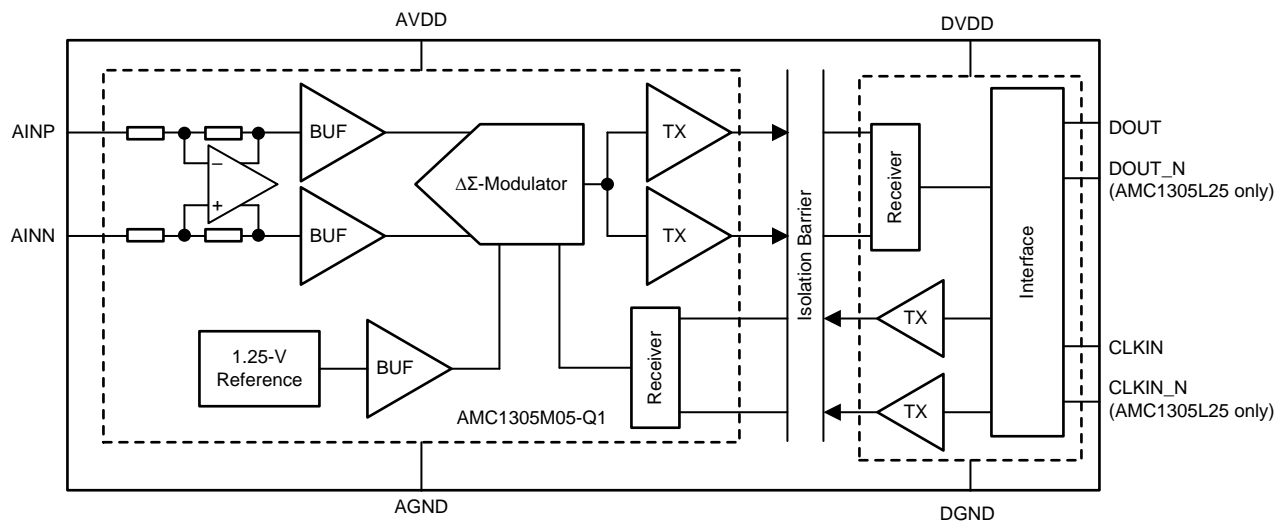 AVDD
DVDD
AINP
BUF
TX
DOUT
DOUT_N
(AMC1305L25 only)
−
+
ΔΣ-Modulator
Receiver
AINN
BUF
TX
Isolation Barrier
Interface
1.25-V
Reference
BUF
Receiver
TX
CLKIN
CLKIN_N
(AMC1305L25 only)
TX
AMC1305M05-Q1
AGND
DGND